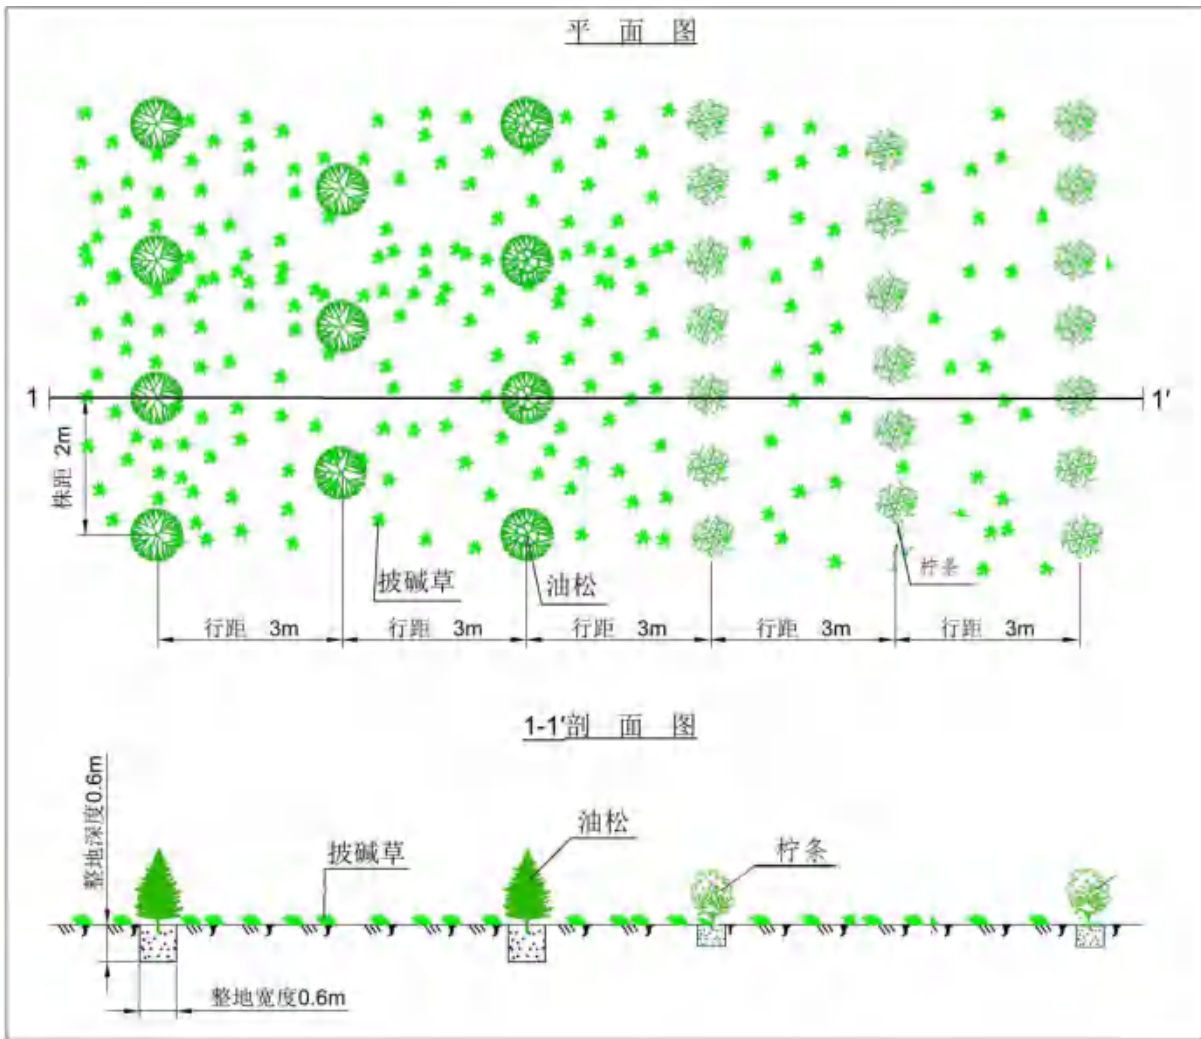 平 面 图
1
1′
株距 2m
披碱草
油松
柠条
行距 3m
行距 3m
行距 3m
行距 3m
行距 3m
1-1′剖 面 图
整地深度0.6m
披碱草
油松
柠条
整地宽度0.6m